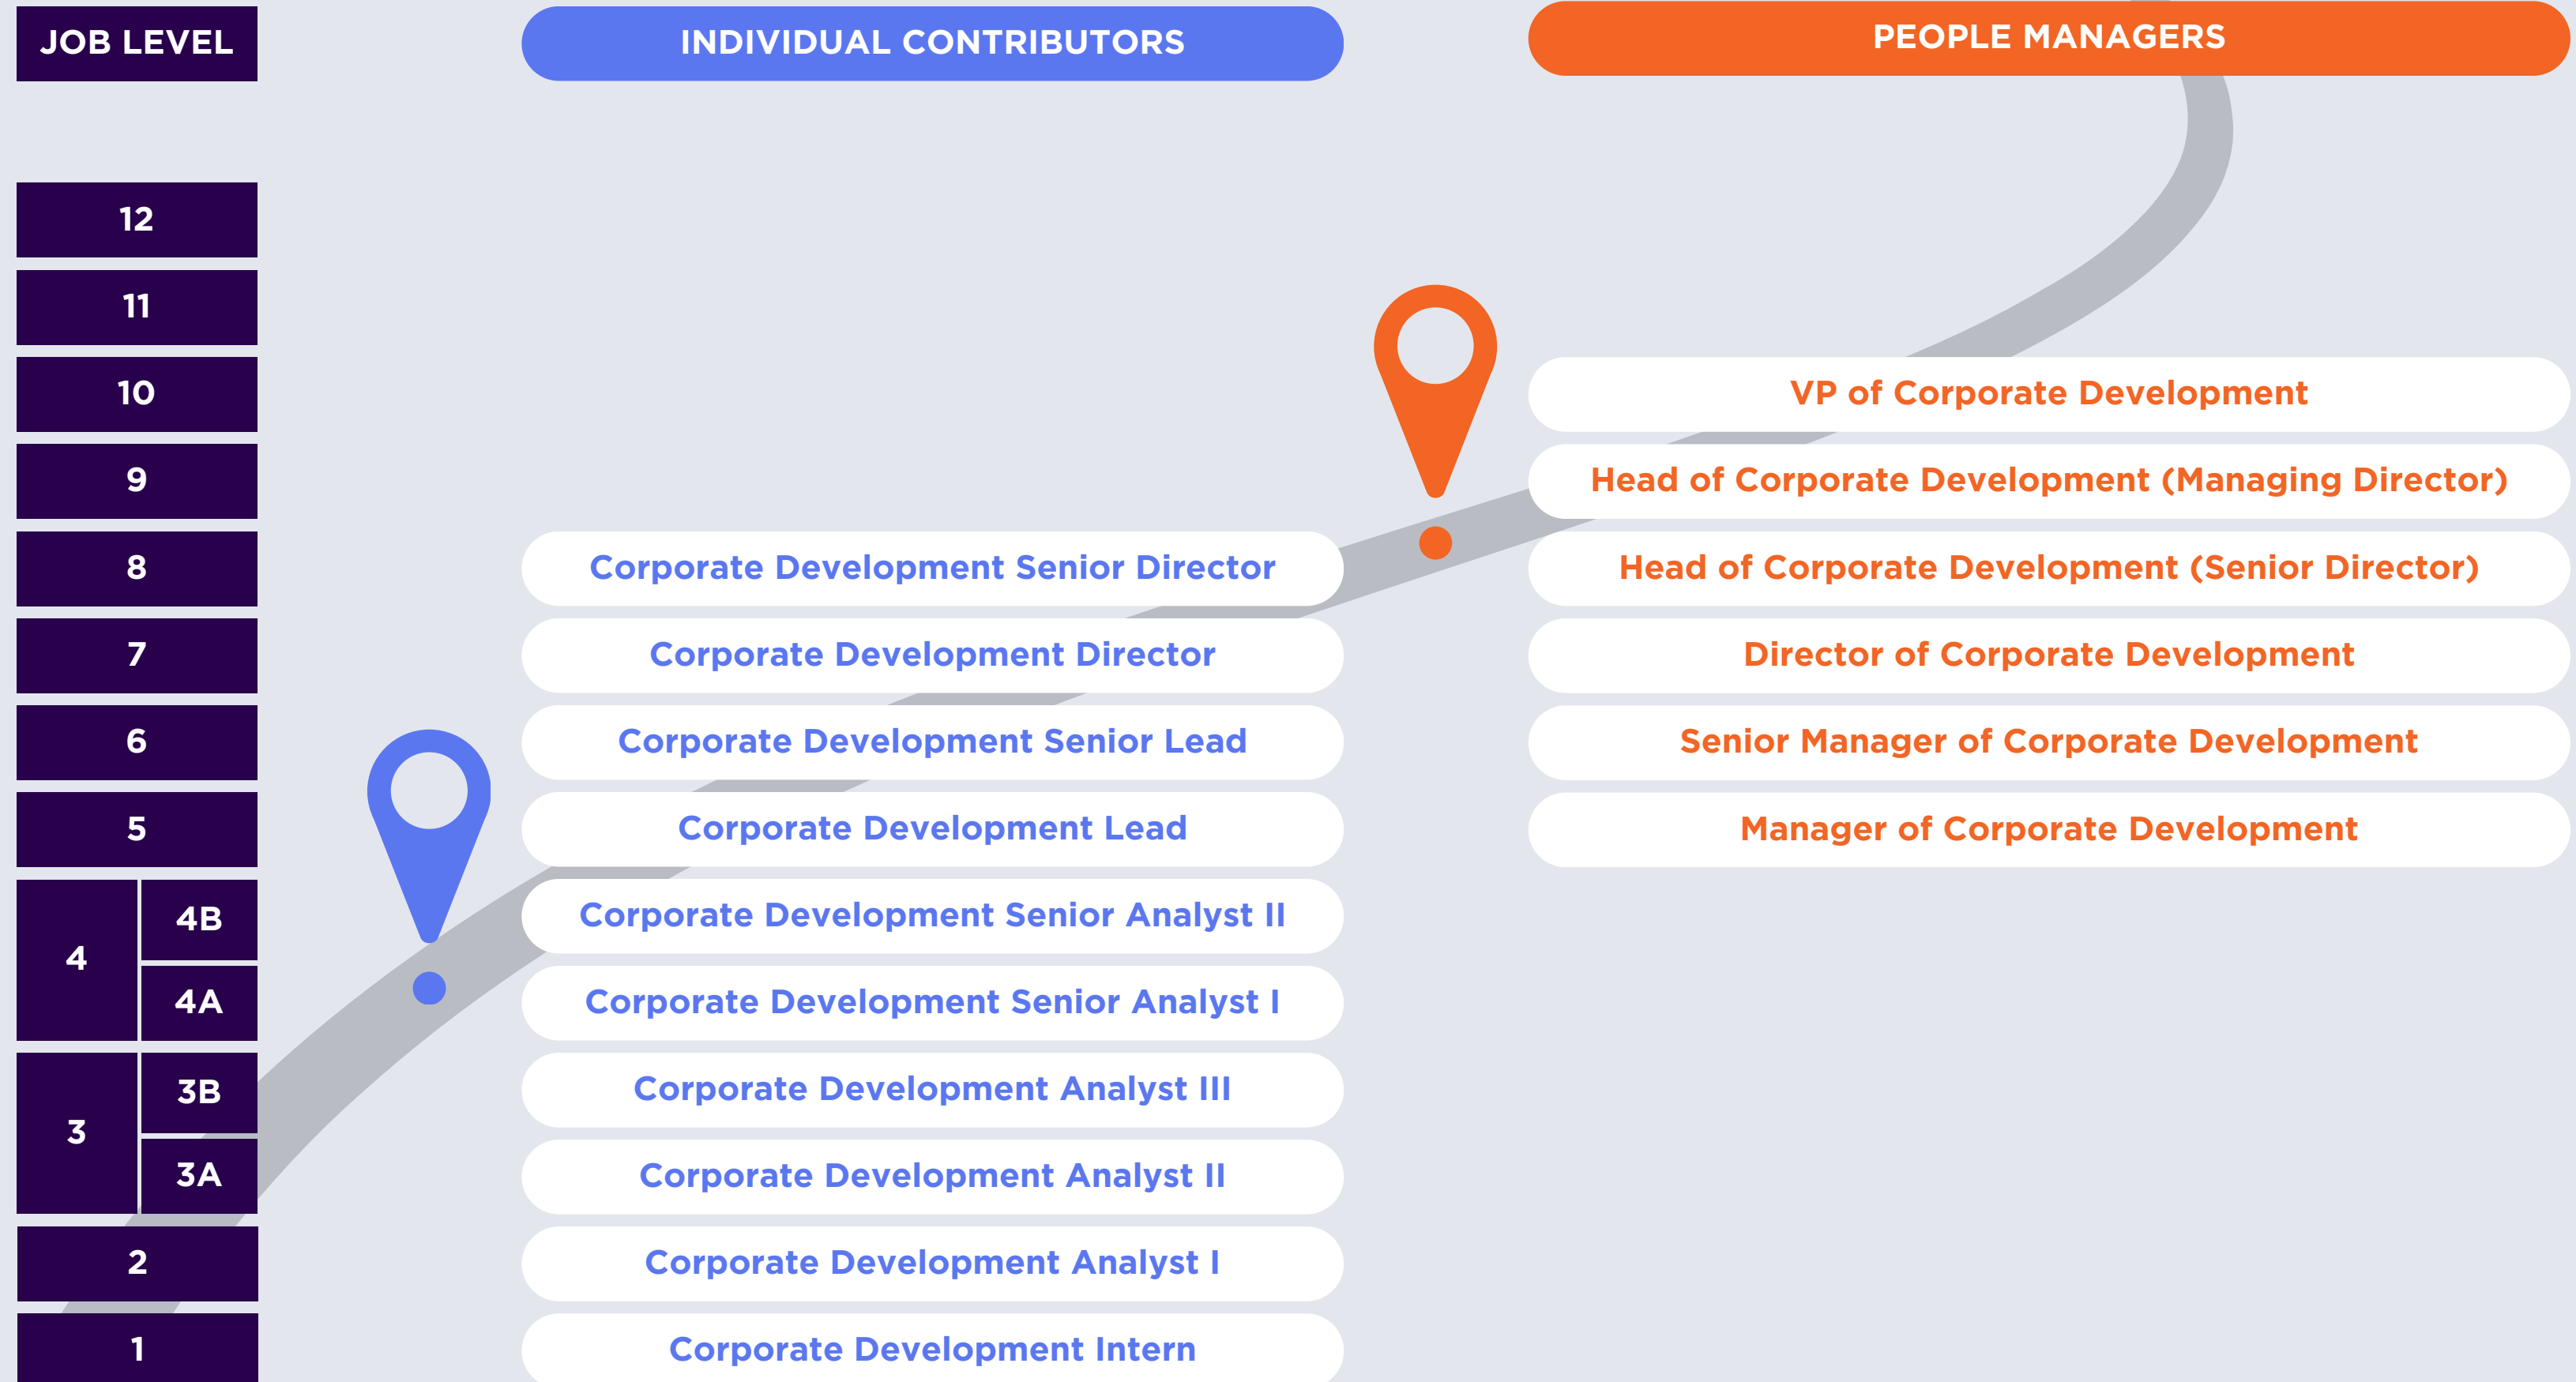 JOB LEVEL
INDIVIDUAL CONTRIBUTORS
PEOPLE MANAGERS
12
11
10
VP of Corporate Development
9
Head of Corporate Development (Managing Director)
8
Corporate Development Senior Director
Head of Corporate Development (Senior Director)
7
Corporate Development Director
Director of Corporate Development
6
Corporate Development Senior Lead
Senior Manager of Corporate Development
5
Corporate Development Lead
Manager of Corporate Development
4
4B
Corporate Development Senior Analyst II
4A
Corporate Development Senior Analyst I
3
3B
Corporate Development Analyst III
3A
Corporate Development Analyst II
2
Corporate Development Analyst I
1
Corporate Development Intern